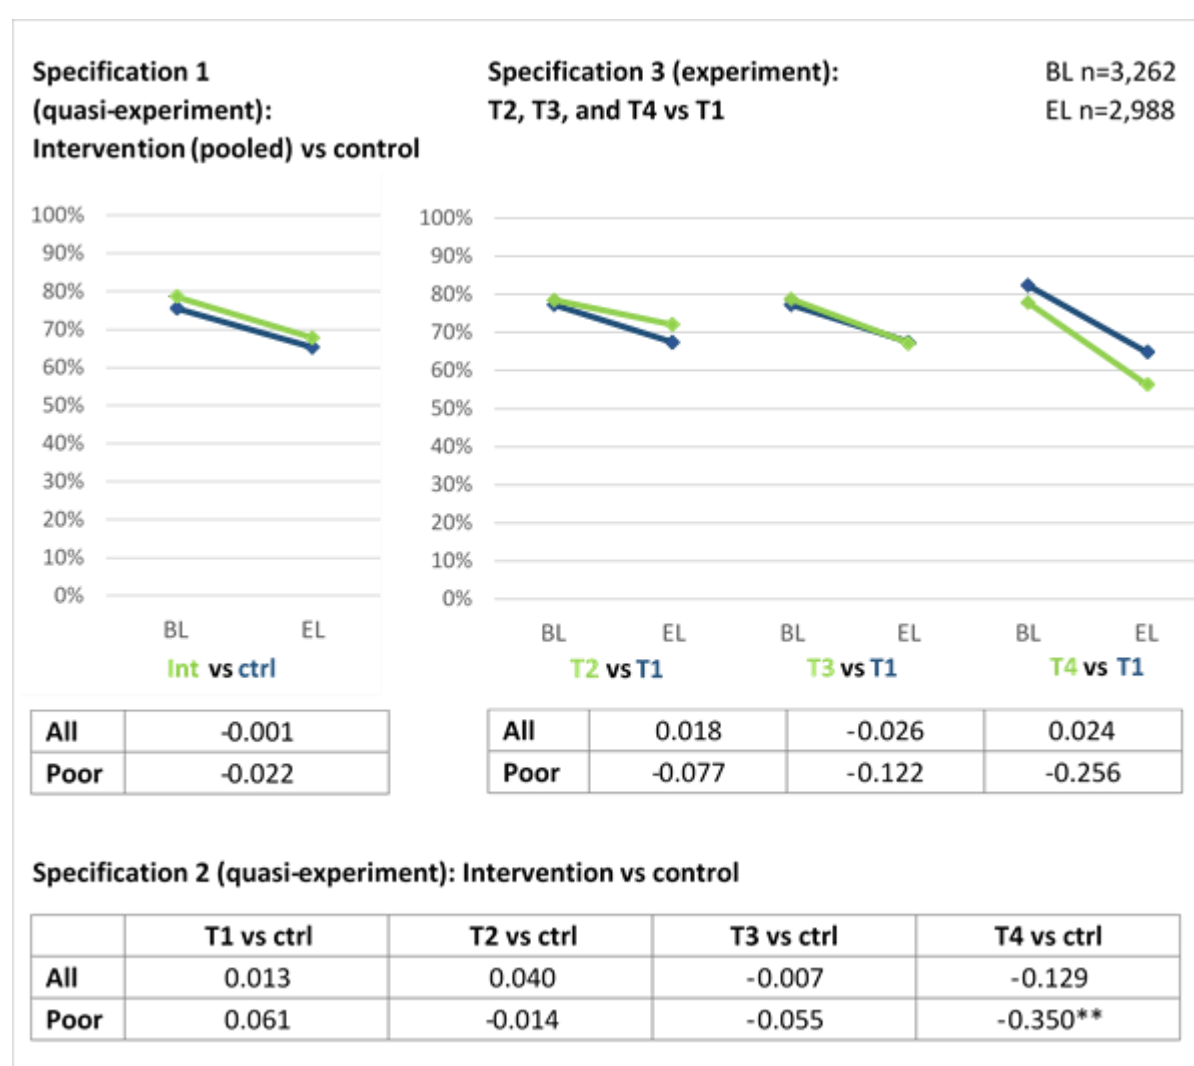 Specification 1
(quasi-experiment):
Intervention (pooled) vs control
Specification 3 (experiment):
T2, T3, and T4 vs T1
BL n=3,262
EL n=2,988
100%
90%
80%
70%
60%
50%
40%
30%
20%
10%
0%
BL EL
Int vs ctrl
100%
90%
80%
70%
60%
50%
40%
30%
20%
10%
0%
BL EL BL EL BL EL
T2 vs T1 T3 vs T1 T4 vs T1
All -0.001
Poor -0.022
All 0.018 -0.026 0.024
Poor -0.077 -0.122 -0.256
Specification 2 (quasi-experiment): Intervention vs control
T1 vs ctrl T2 vs ctrl T3 vs ctrl T4 vs ctrl
All 0.013 0.040 -0.007 -0.129
Poor 0.061 -0.014 -0.055 -0.350**